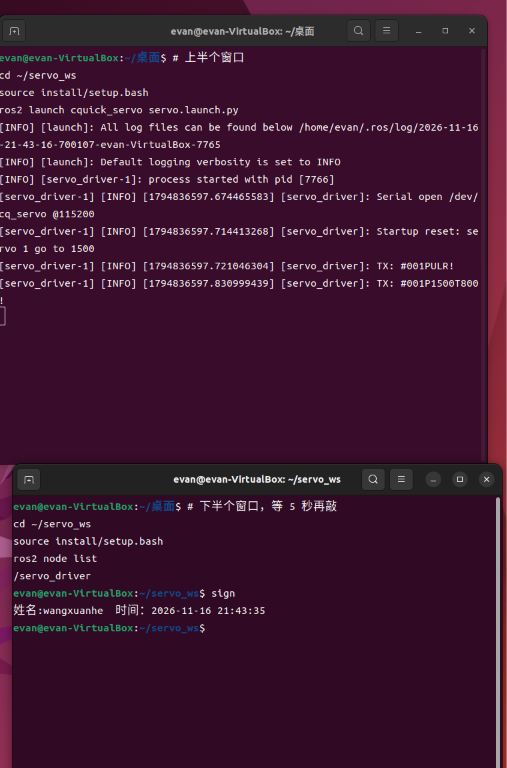 evan@evan-VirtualBox: ~/桌面
evan@evan-VirtualBox:~/桌面$ # 上半个窗口
cd ~/servo_ws
source install/setup.bash
ros2 launch cquick_servo servo.launch.py
[INFO] [launch]: All log files can be found below /home/evan/.ros/log/2026-11-16
-21-43-16-700107-evan-VirtualBox-7765
[INFO] [launch]: Default logging verbosity is set to INFO
[INFO] [servo_driver-1]: process started with pid [7766]
[servo_driver-1] [INFO] [1794836597.674465583] [servo_driver]: Serial open /dev/
cq_servo @115200
[servo_driver-1] [INFO] [1794836597.714413268] [servo_driver]: Startup reset: se
rvo 1 go to 1500
[servo_driver-1] [INFO] [1794836597.721046304] [servo_driver]: TX: #001PULR!
[servo_driver-1] [INFO] [1794836597.830999439] [servo_driver]: TX: #001P1500T800
!
evan@evan-VirtualBox: ~/servo_ws
evan@evan-VirtualBox:~/桌面$ # 下半个窗口，等 5 秒再敲
cd ~/servo_ws
source install/setup.bash
ros2 node list
/servo_driver
evan@evan-VirtualBox:~/servo_ws$ sign
姓名:wangxuanhe 时间：2026-11-16 21:43:35
evan@evan-VirtualBox:~/servo_ws$